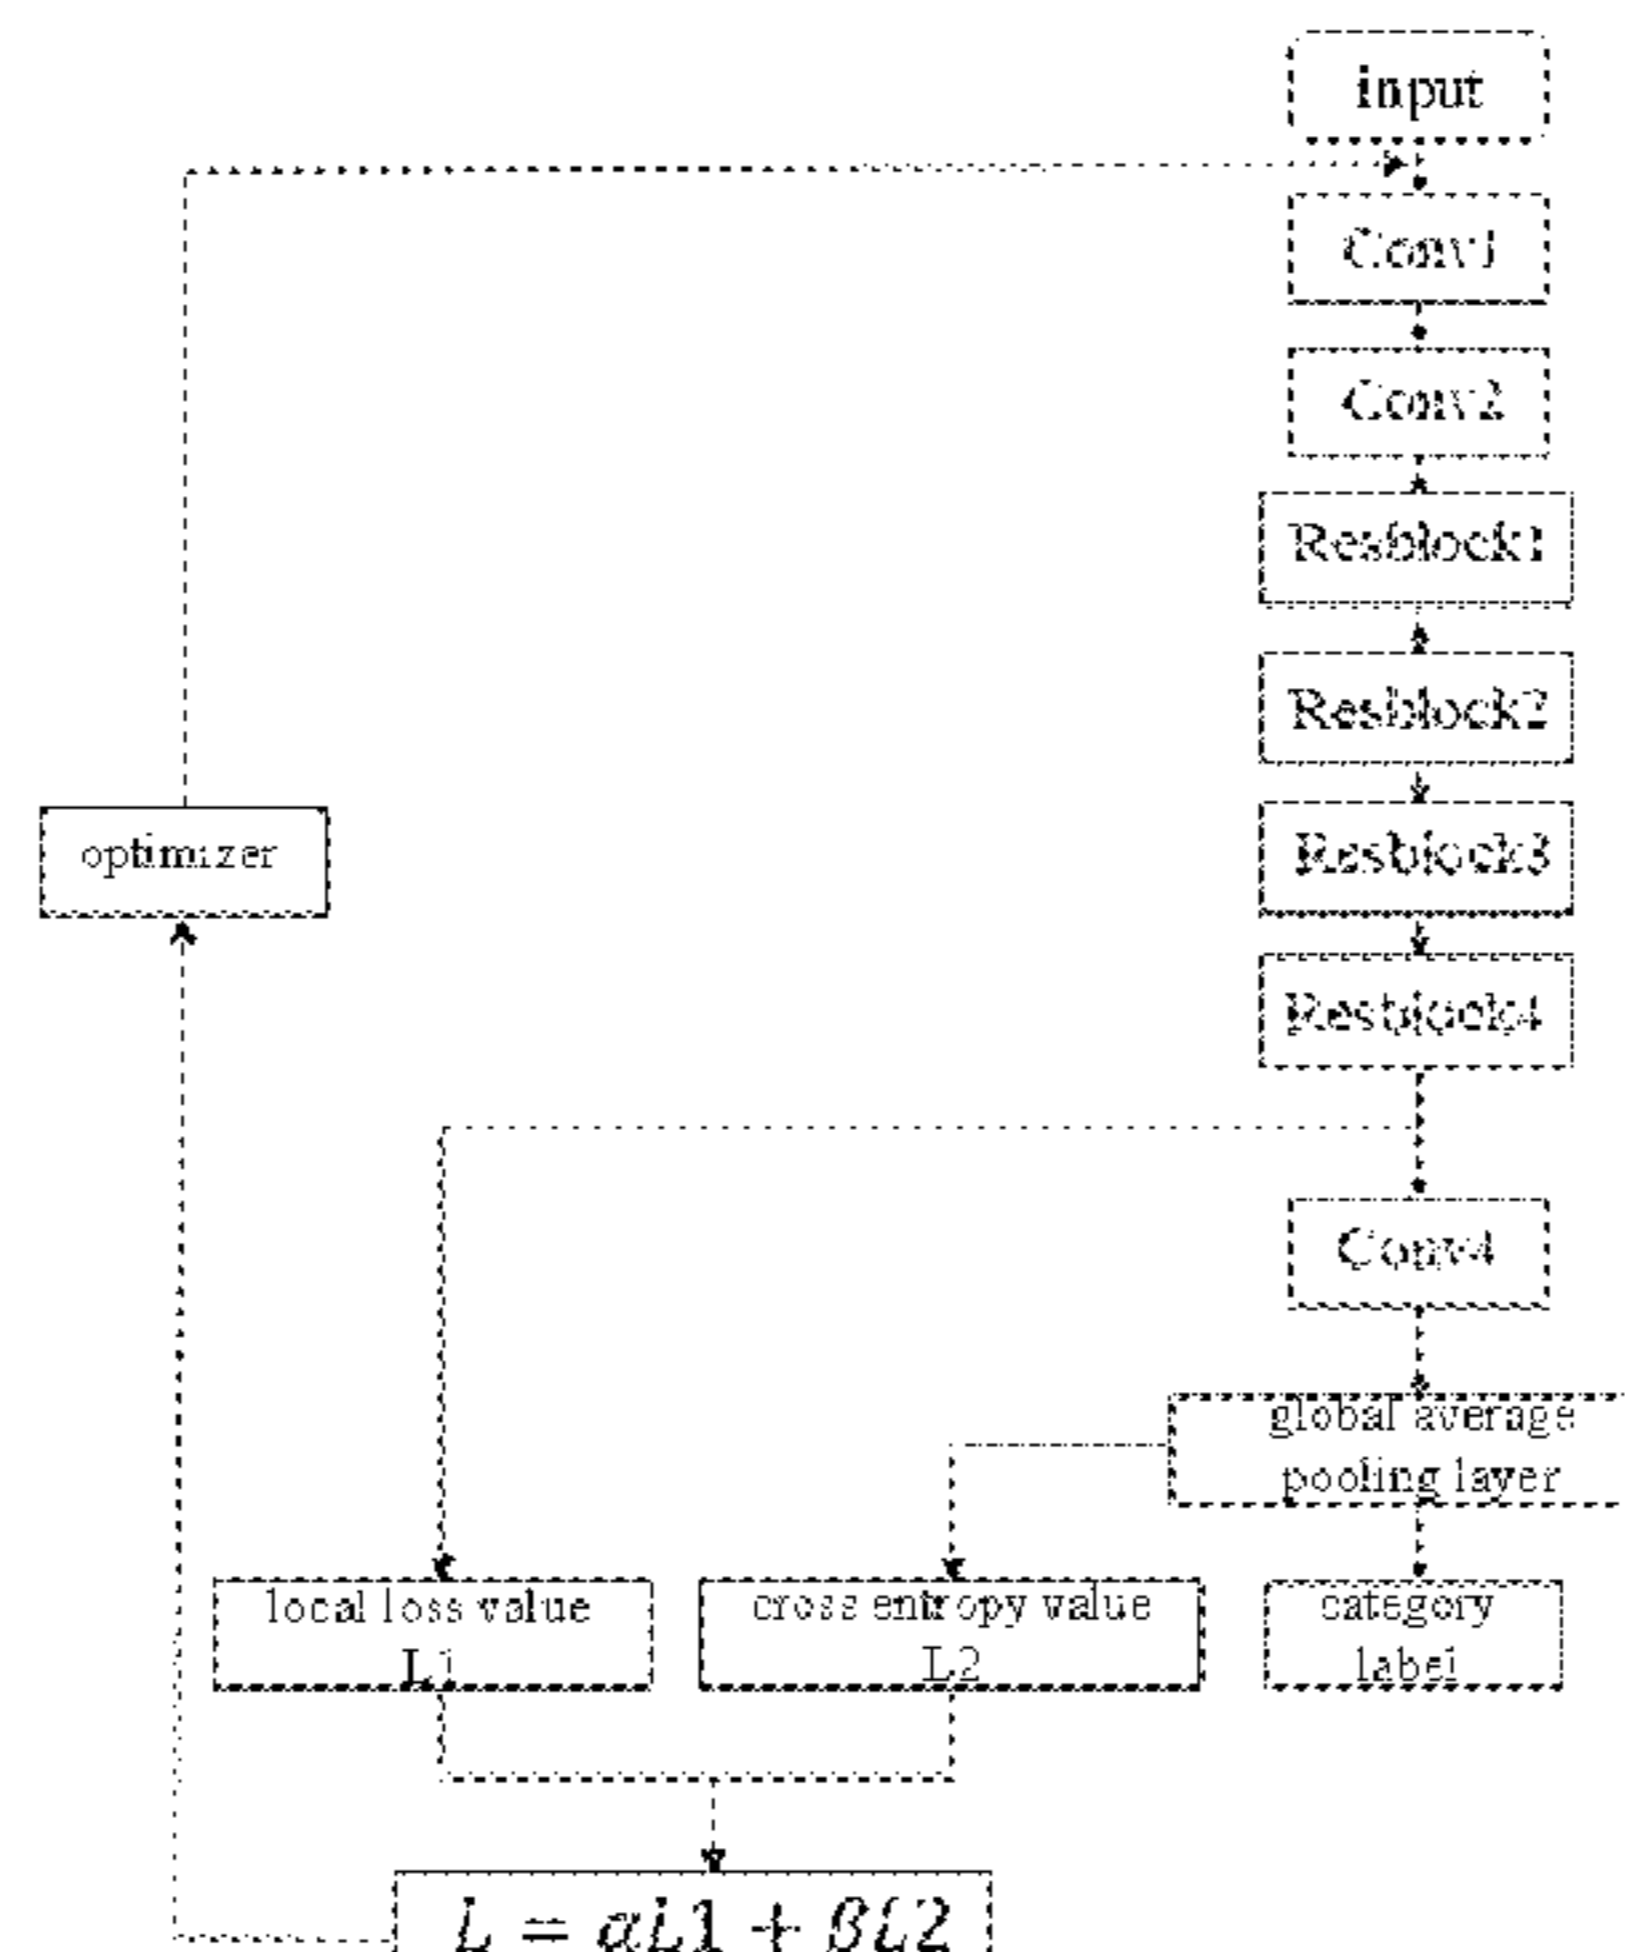 input
Conv1
Conv2
Resblock1
Resblock2
Resblock3
Resblock4
optimizer
Conv4
global average
pooling layer
local loss value
L1
cross entropy value
L2
category
label
L = αL1 + βL2